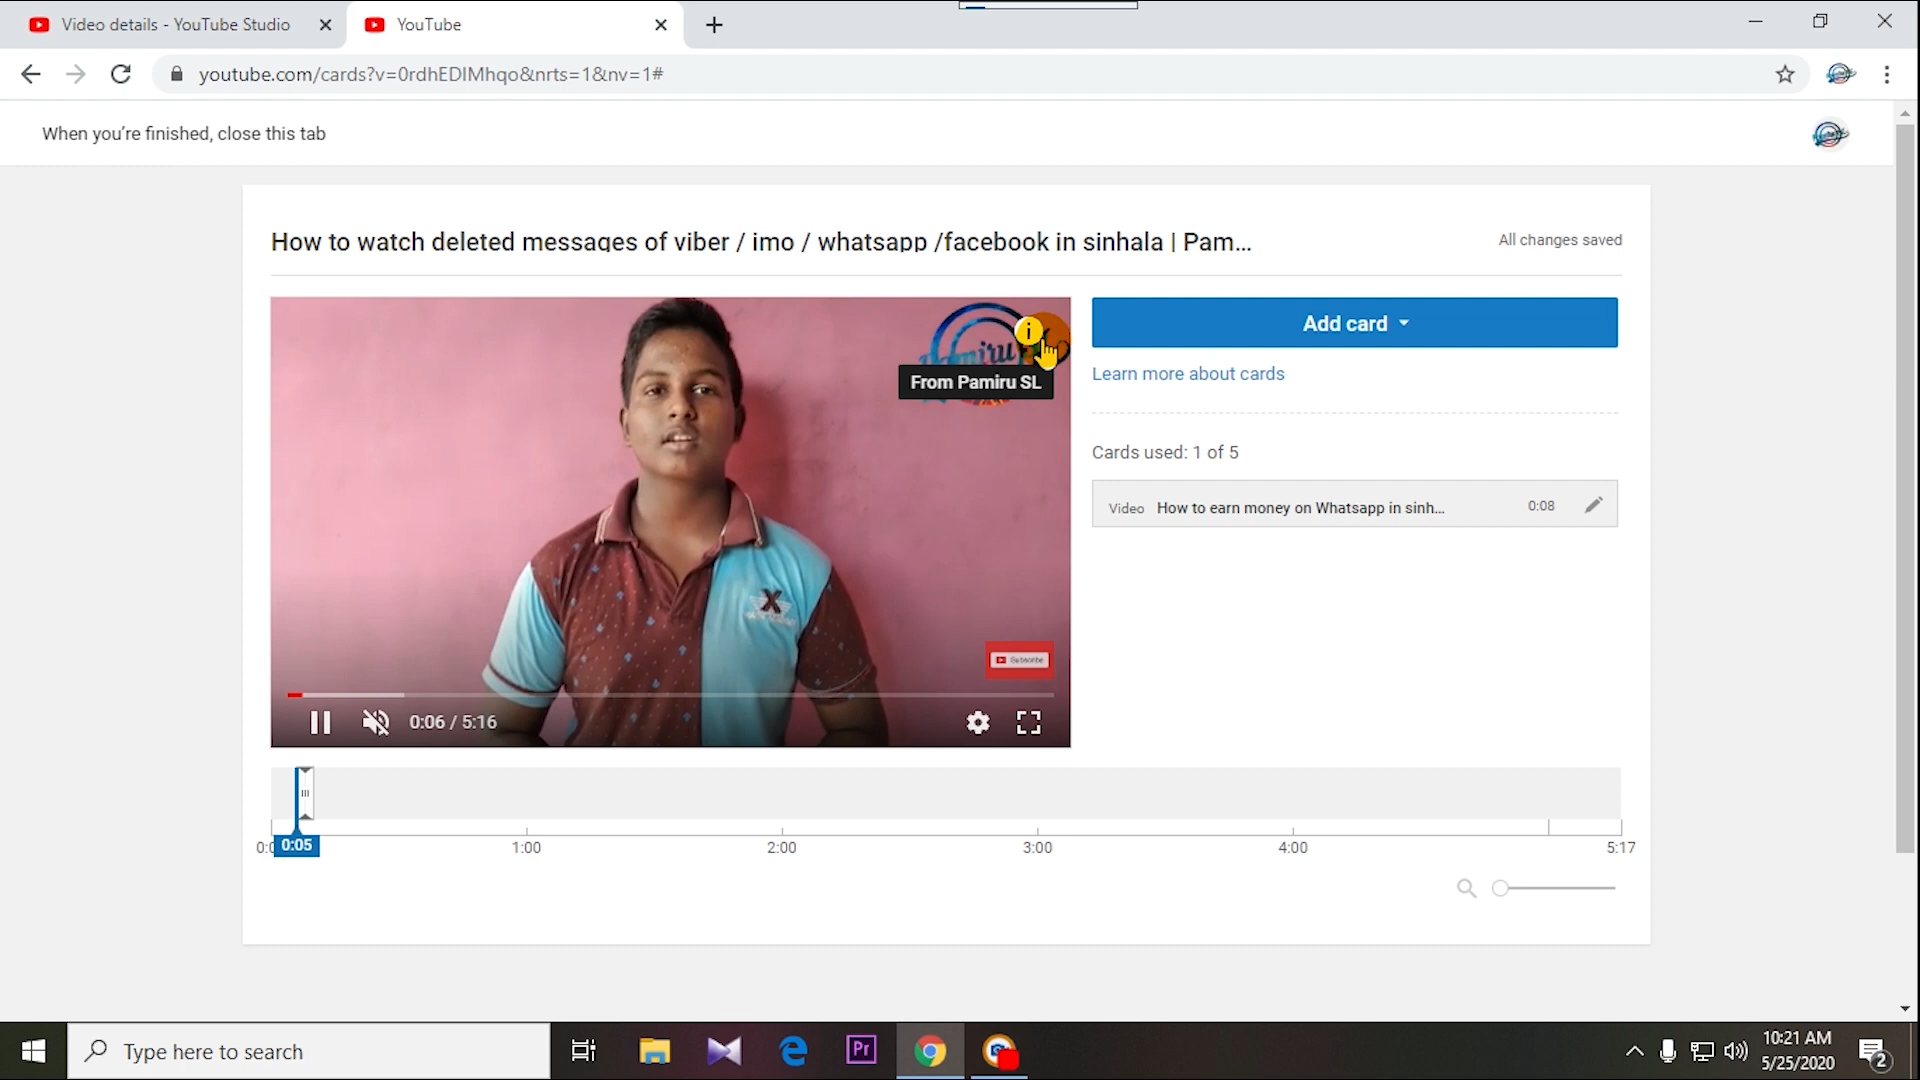 Video details - YouTube Studio
YouTube
youtube.com/cards?v=0rdhEDIMhqo&nrts=1&nv=1#
When you're finished, close this tab
How to watch deleted messages of viber / imo / whatsapp /facebook in sinhala | Pam...
All changes saved
i
Pamiru
From Pamiru SL
X
Subscribe
0:06 / 5:16
Add card
Learn more about cards
Cards used: 1 of 5
Video How to earn money on Whatsapp in sinh... 0:08
0:05
1:00
2:00
3:00
4:00
5:17
Type here to search
Pr
10:21 AM
5/25/2020
2